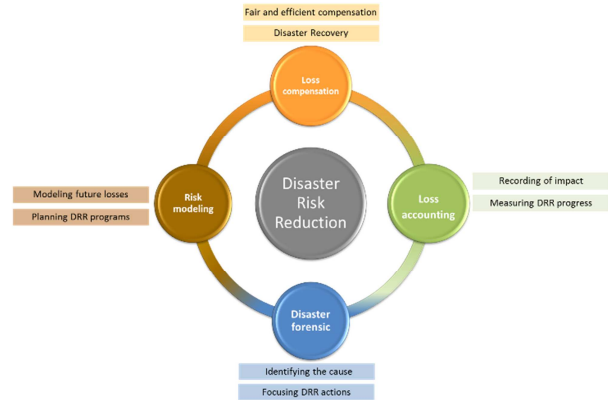 Fair and efficient compensation
Disaster Recovery
Loss
compensation
Modeling future losses
Planning DRR programs
Risk
modeling
Disaster
Risk
Reduction
Loss
accounting
Recording of impact
Measuring DRR progress
Disaster
forensic
Identifying the cause
Focusing DRR actions